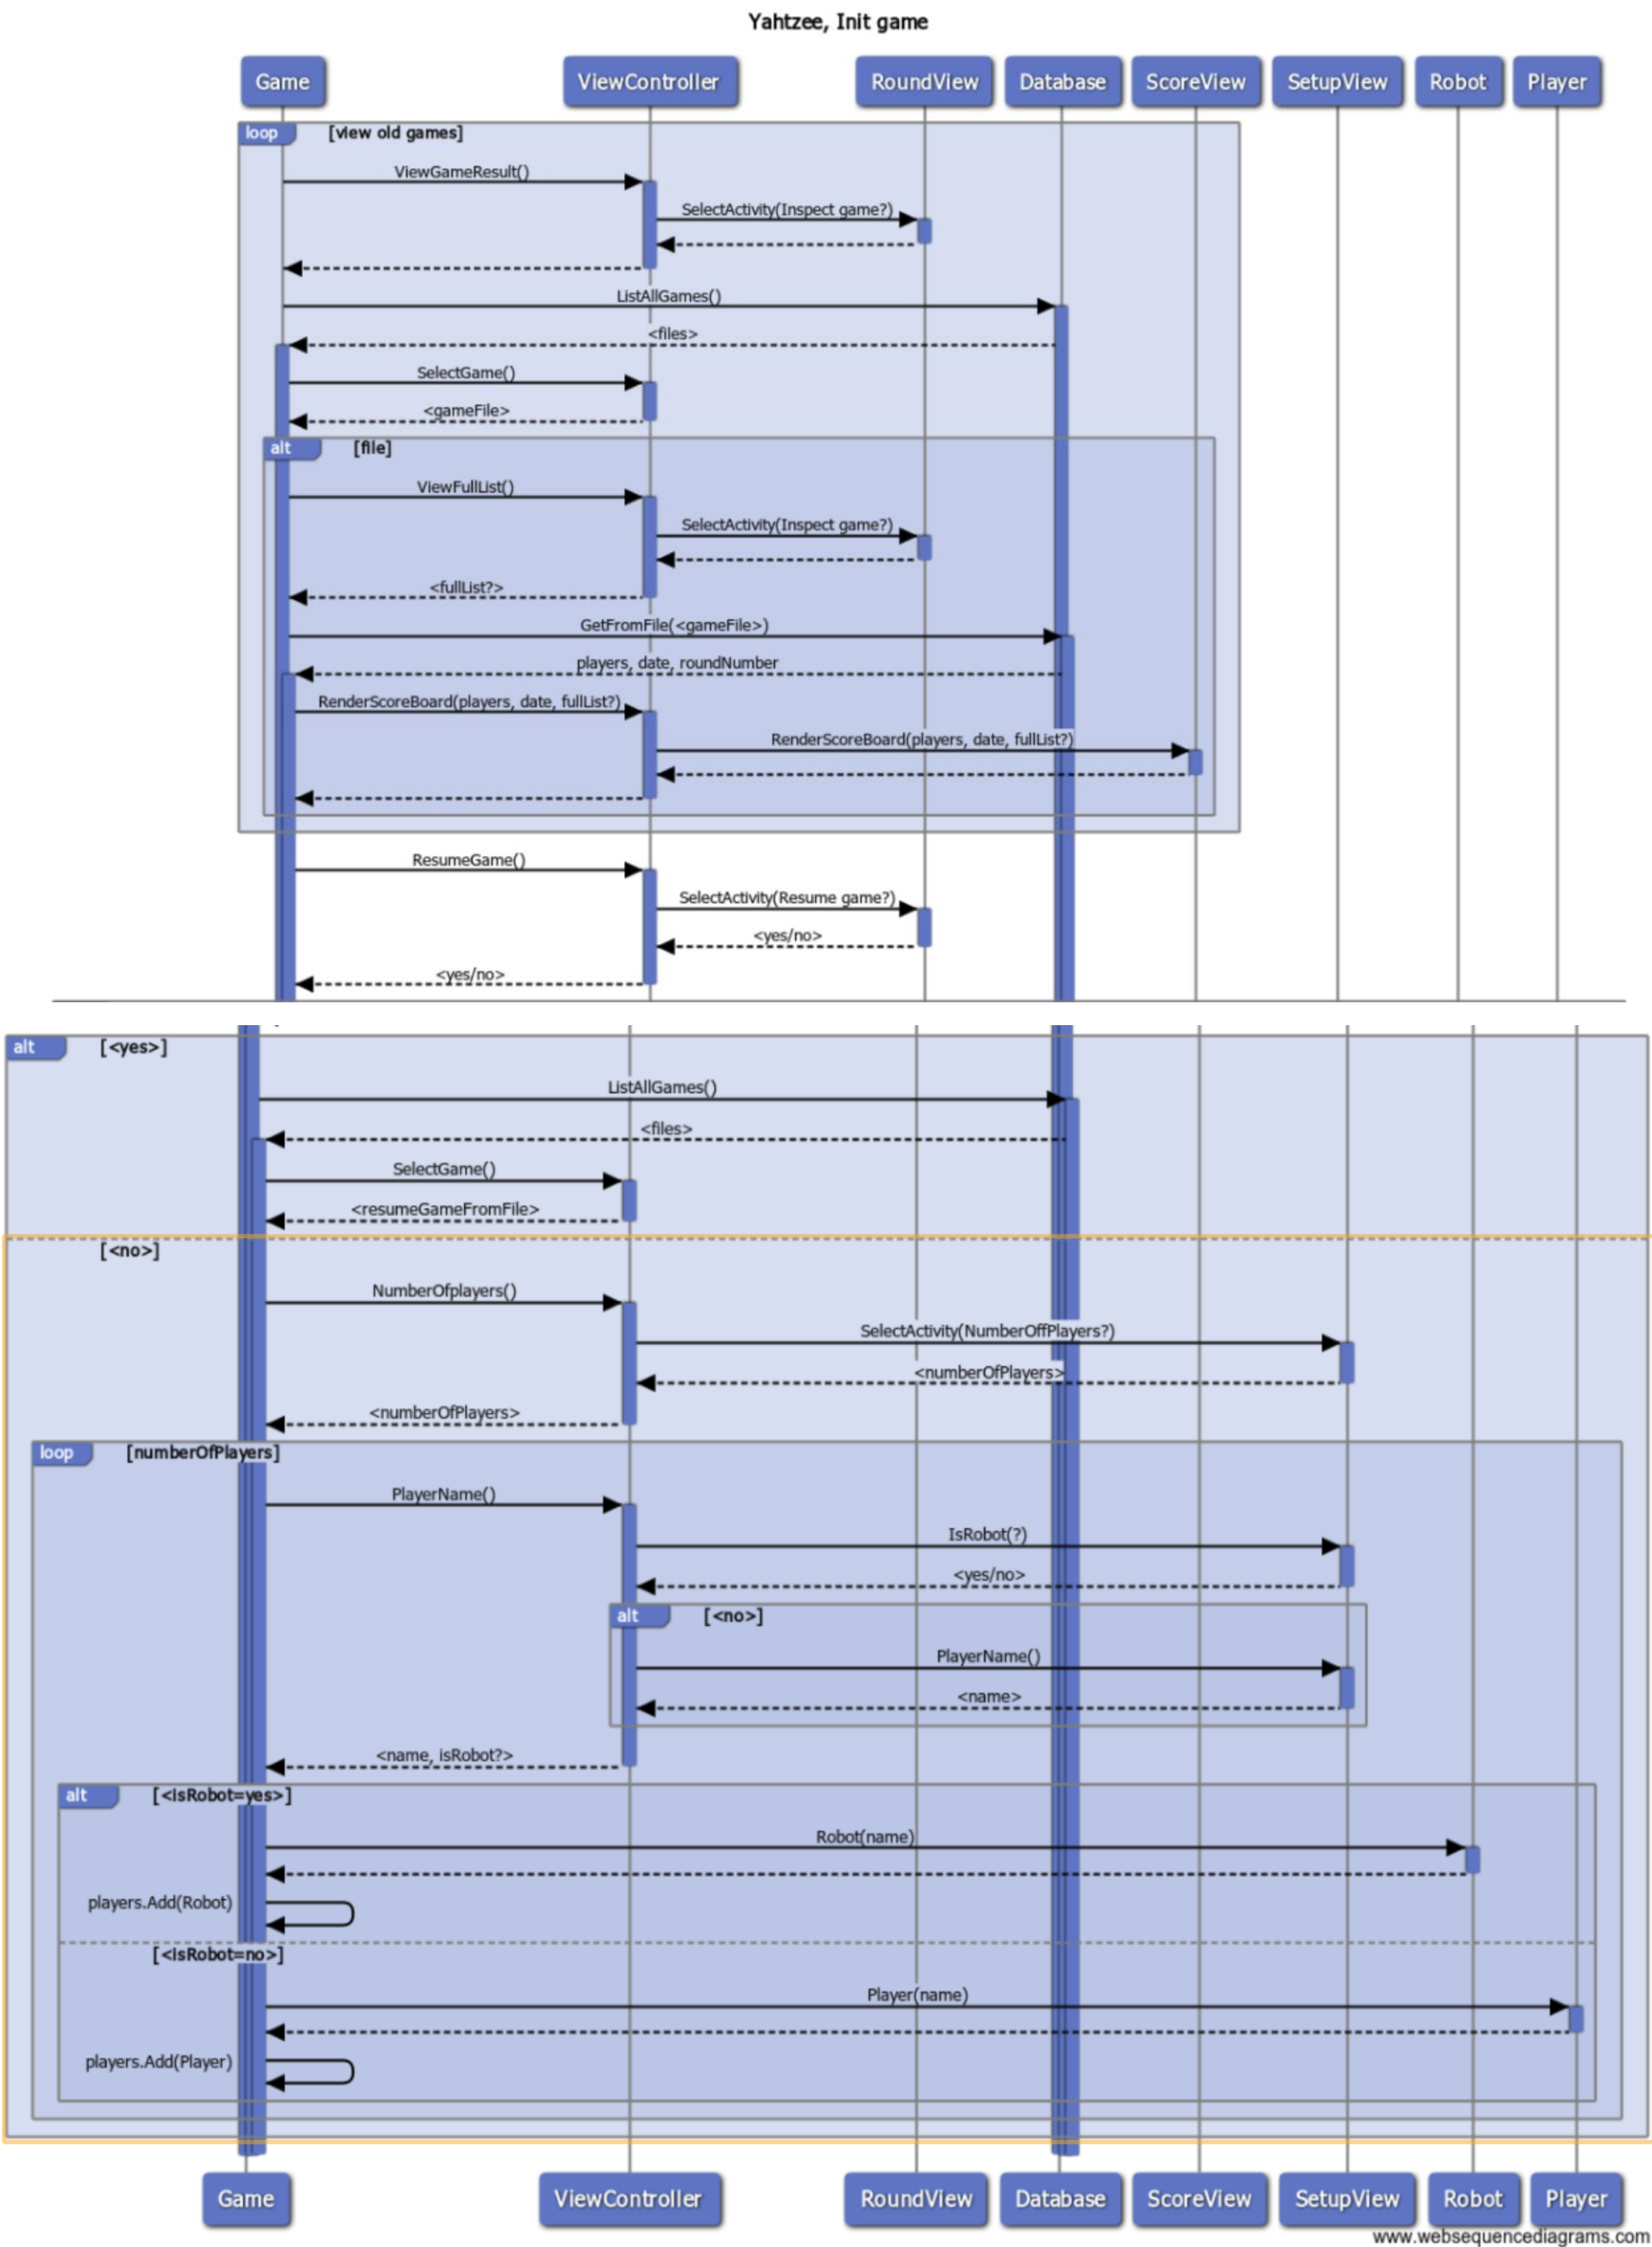 Yahtzee, Init game
Game ViewController RoundView Database ScoreView SetupView Robot Player
loop [view old games]
ViewGameResult()
SelectActivity(Inspect game?)
ListAllGames()
<files>
SelectGame()
<gameFile>
alt [file]
ViewFullList()
SelectActivity(Inspect game?)
<fullList?>
GetFromFile(<gameFile>)
players, date, roundNumber
RenderScoreBoard(players, date, fullList?)
RenderScoreBoard(players, date, fullList?)
ResumeGame()
SelectActivity(Resume game?)
<yes/no>
<yes/no>
alt [<yes>]
ListAllGames()
<files>
SelectGame()
<resumeGameFromFile>
[<no>]
NumberOfplayers()
SelectActivity(NumberOffPlayers?)
<numberOfPlayers>
<numberOfPlayers>
loop [numberOfPlayers]
PlayerName()
IsRobot(?)
<yes/no>
alt [<no>]
PlayerName()
<name>
<name, isRobot?>
alt [<isRobot=yes>]
Robot(name)
players.Add(Robot)
[<isRobot=no>]
Player(name)
players.Add(Player)
Game ViewController RoundView Database ScoreView SetupView Robot Player
www.websequencediagrams.com